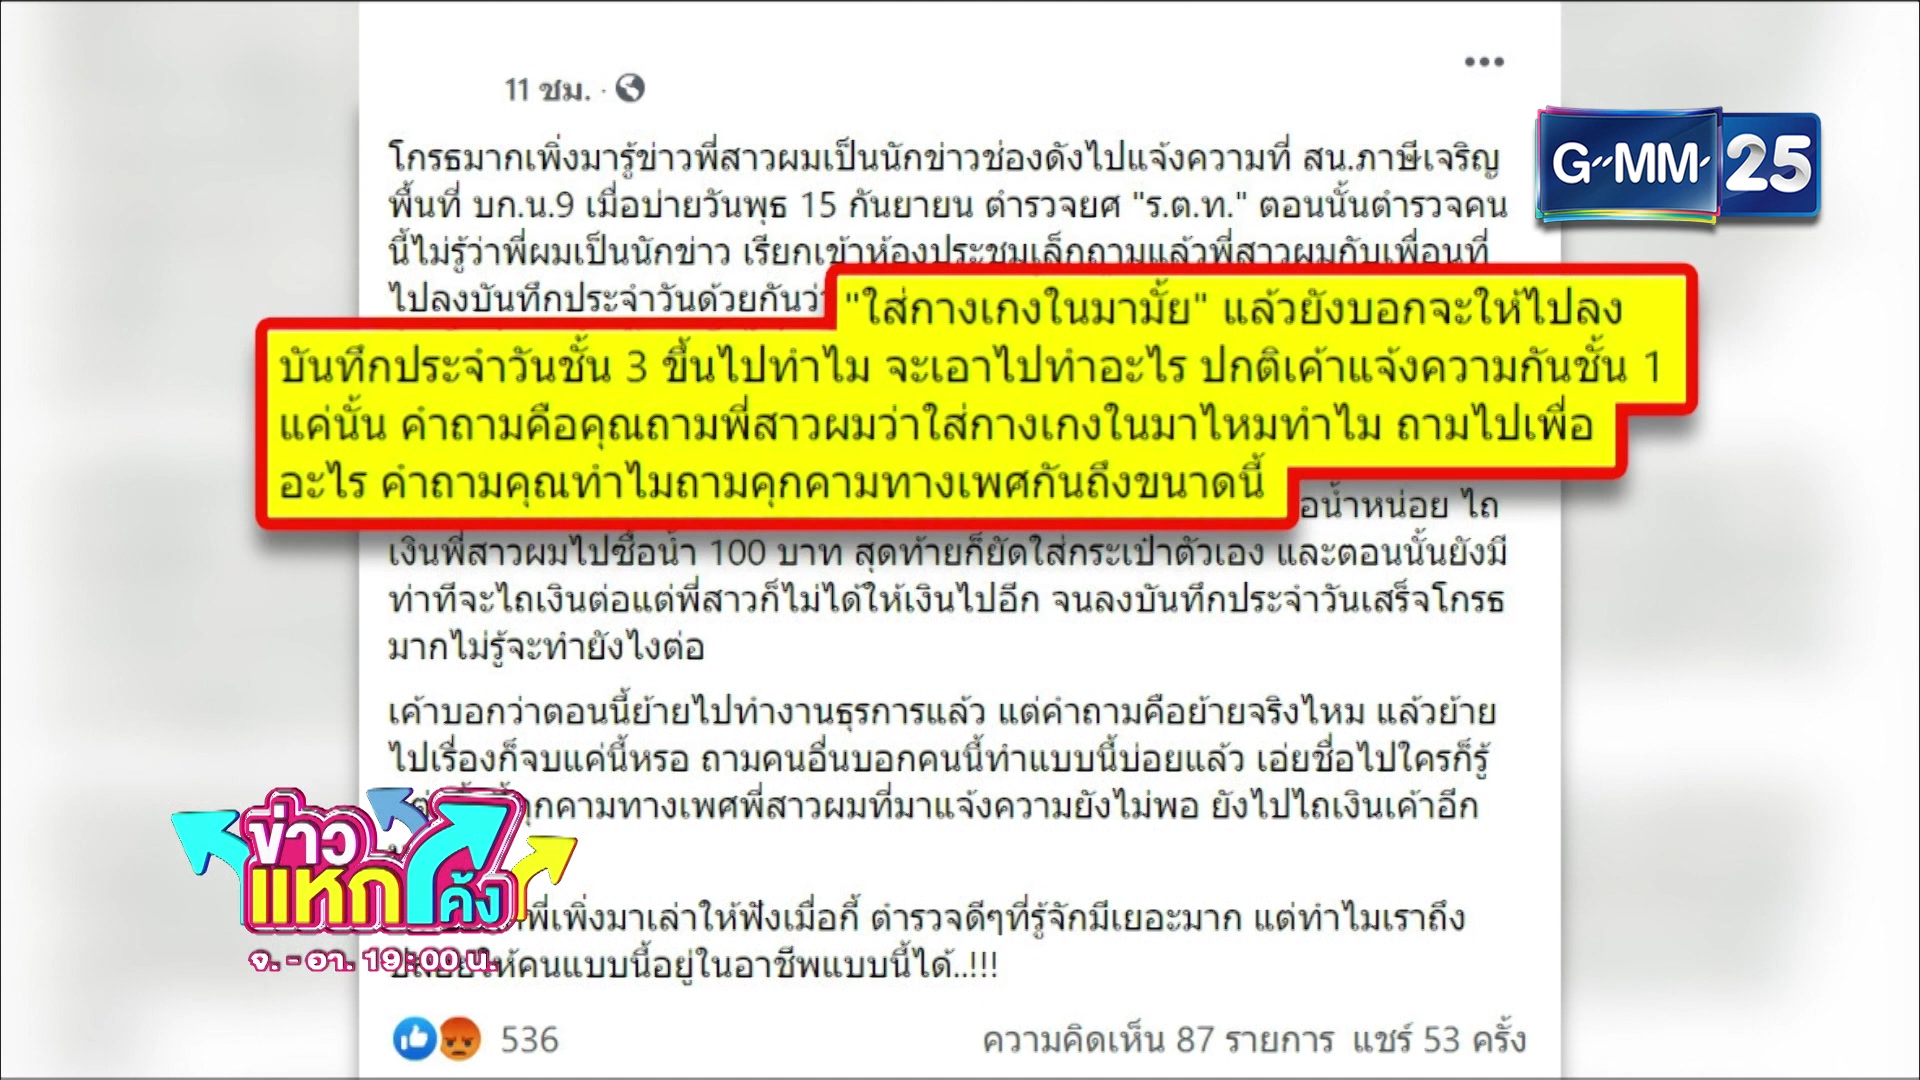 11 ชม. ·
G-MM 25
โกรธมากเพิ่งมารู้ข่าวพี่สาวผมเป็นนักข่าวช่องดังไปแจ้งความที่ สน.ภาษีเจริญ
พื้นที่ บก.น.9 เมื่อบ่ายวันพุธ 15 กันยายน ตำรวจยศ "ร.ต.ท." ตอนนั้นตำรวจคน
นี้ไม่รู้ว่าพี่ผมเป็นนักข่าว เรียกเข้าห้องประชุมเล็กถามแล้วพี่สาวผมกับเพื่อนที่
ไปลงบันทึกประจำวันด้วยกันว่า "ใส่กางเกงในมามั้ย" แล้วยังบอกจะให้ไปลง
บันทึกประจำวันชั้น 3 ขึ้นไปทำไม จะเอาไปทำอะไร ปกติเค้าแจ้งความกันชั้น 1
แค่นั้น คำถามคือคุณถามพี่สาวผมว่าใส่กางเกงในมาไหมทำไม ถามไปเพื่อ
อะไร คำถามคุณทำไมถามคุกคามทางเพศกันถึงขนาดนี้
น้ำหน่อย ไถ
เงินพี่สาวผมไปซื้อน้ำ 100 บาท สุดท้ายก็ยัดใส่กระเป๋าตัวเอง และตอนนั้นยังมี
ท่าทีจะไถเงินต่อแต่พี่สาวก็ไม่ได้ให้เงินไปอีก จนลงบันทึกประจำวันเสร็จโกรธ
มากไม่รู้จะทำยังไงต่อ
เค้าบอกว่าตอนนี้ย้ายไปทำงานธุรการแล้ว แต่คำถามคือย้ายจริงไหม แล้วย้าย
ไปเรื่องก็จบแค่นี้หรอ ถามคนอื่นบอกคนนี้ทำแบบนี้บ่อยแล้ว เอ่ยชื่อไปใครก็รู้
กคามทางเพศพี่สาวผมที่มาแจ้งความยังไม่พอ ยังไปไถเงินเค้าอีก
พี่เพิ่งมาเล่าให้ฟังเมื่อกี้ ตำรวจดีๆที่รู้จักมีเยอะมาก แต่ทำไมเราถึง
ให้คนแบบนี้อยู่ในอาชีพแบบนี้ได้..!!!
ข่าว
แหกโค้ง
จ. - อา. 19:00 น.
536
ความคิดเห็น 87 รายการ แชร์ 53 ครั้ง